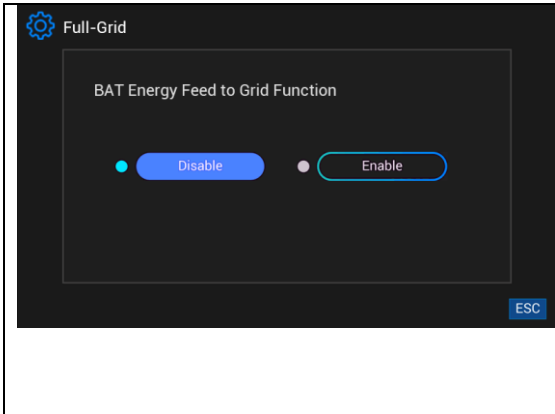 Full-Grid
BAT Energy Feed to Grid Function
Disable
Enable
ESC